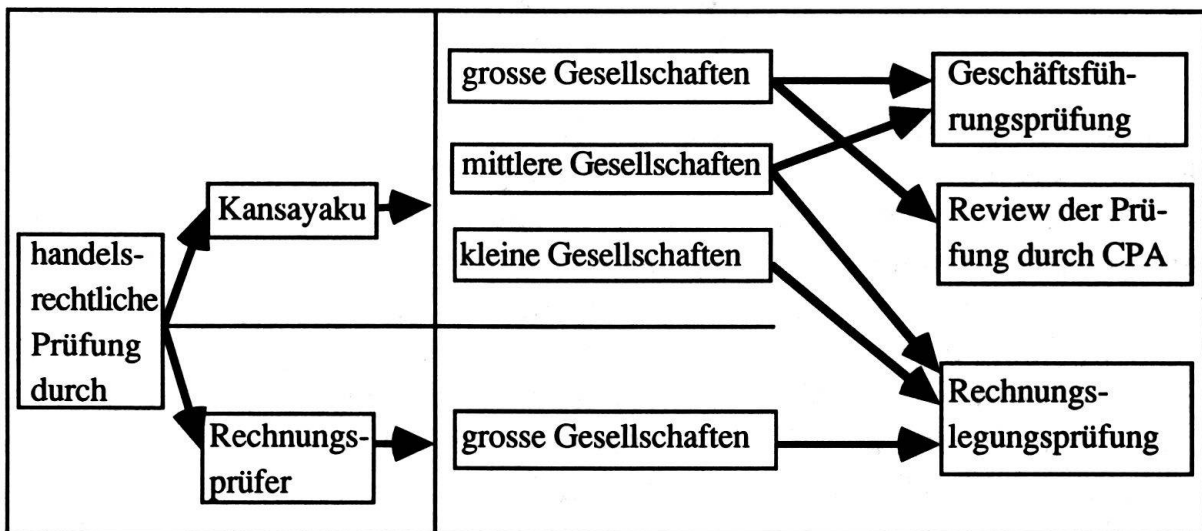 handels-
rechtliche
Prüfung
durch
Kansayaku
Rechnungs-
prüfer
grosse Gesellschaften
mittlere Gesellschaften
kleine Gesellschaften
grosse Gesellschaften
Geschäftsfüh-
rungsprüfung
Review der Prü-
fung durch CPA
Rechnungs-
legungsprüfung